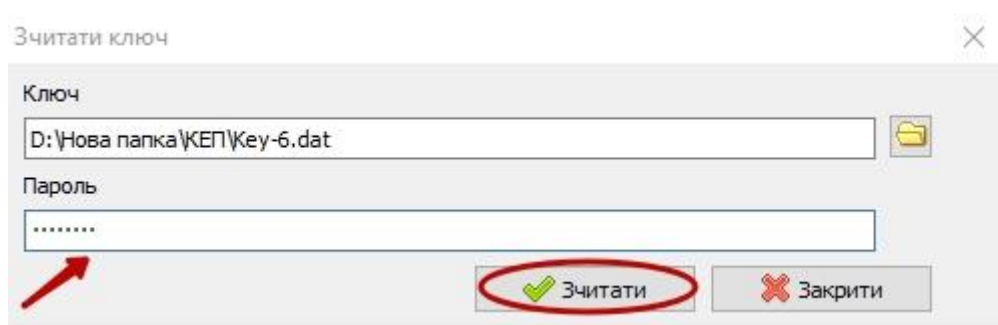 Зчитати ключ
Ключ
D:\Нова папка\КЕП\Key-6.dat
Пароль
••••••••
Зчитати Закрити